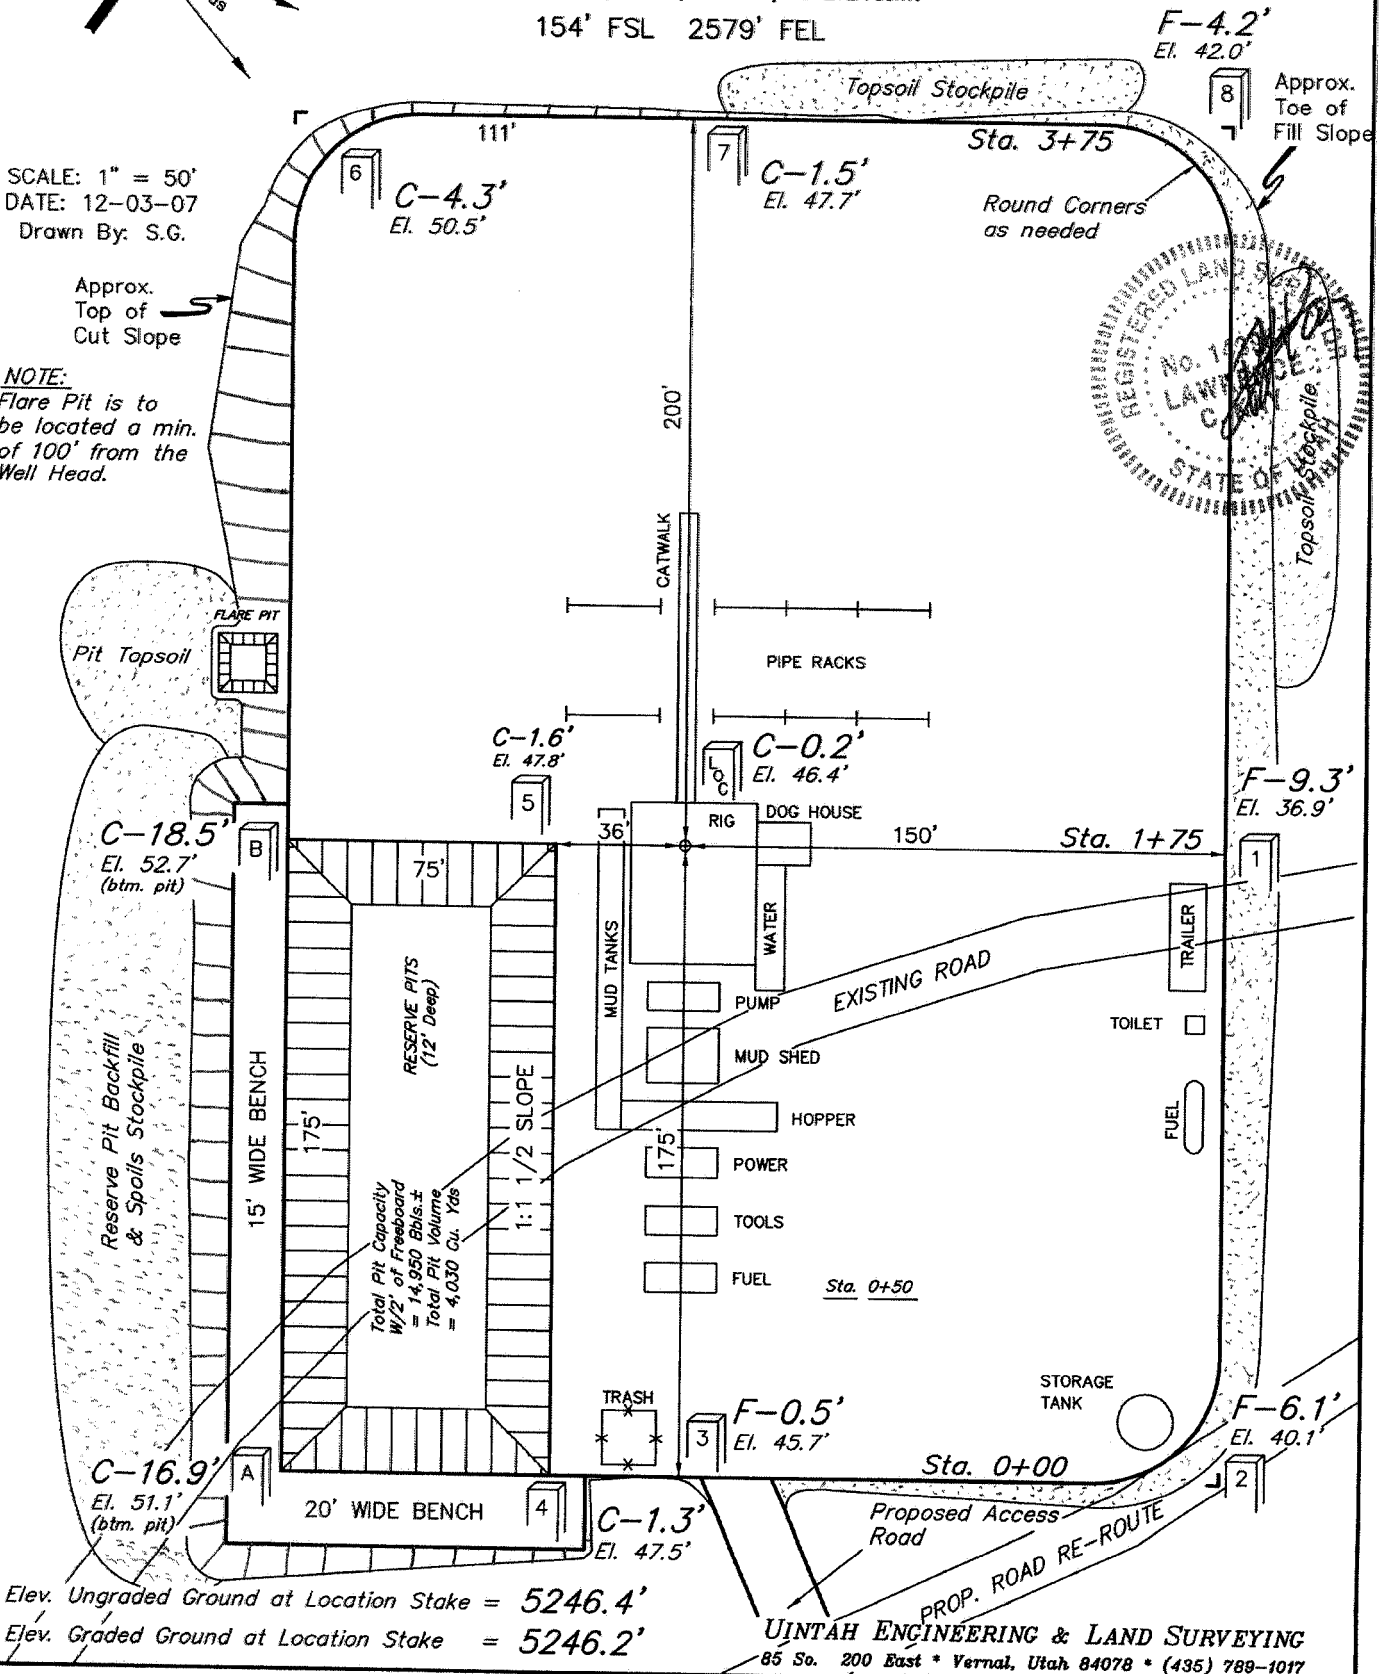 154' FSL 2579' FEL
F-4.2'
El. 42.0'
8
Approx.
Toe of
Fill Slope
Topsoil Stockpile
Sta. 3+75
111'
6
C-4.3'
El. 50.5'
7
C-1.5'
El. 47.7'
Round Corners
as needed
SCALE: 1" = 50'
DATE: 12-03-07
Drawn By: S.G.
Approx.
Top of
Cut Slope
NOTE:
Flare Pit is to
be located a min.
of 100' from the
Well Head.
REGISTERED LAND SURVEYOR
No.
LAWRENCE
STATE OF UTAH
Topsoil Stockpile
200'
CATWALK
PIPE RACKS
FLARE PIT
Pit Topsoil
C-1.6'
El. 47.8'
5
LOC
C-0.2'
El. 46.4'
F-9.3'
El. 36.9'
1
C-18.5'
El. 52.7'
(btm. pit)
B
75'
36'
RIG
DOG HOUSE
150'
Sta. 1+75
WATER
MUD TANKS
TRAILER
EXISTING ROAD
PUMP
TOILET
MUD SHED
HOPPER
FUEL
RESERVE PITS
(12' Deep)
Reserve Pit Backfill
& Spoils Stockpile
15' WIDE BENCH
175'
1:1 1/2 SLOPE
175'
POWER
TOOLS
FUEL
Sta. 0+50
Total Pit Capacity
W/2' of Freeboard
= 14,950 Bbls.±
Total Pit Volume
= 4,030 Cu. Yds
TRASH
STORAGE
TANK
3
F-0.5'
El. 45.7'
F-6.1'
El. 40.1'
2
Sta. 0+00
C-16.9'
El. 51.1'
(btm. pit)
A
20' WIDE BENCH
4
C-1.3'
El. 47.5'
Proposed Access
Road
PROP. ROAD RE-ROUTE
Elev. Ungraded Ground at Location Stake = 5246.4'
Elev. Graded Ground at Location Stake = 5246.2'
UINTAH ENGINEERING & LAND SURVEYING
85 So. 200 East * Vernal, Utah 84078 * (435) 789-1017